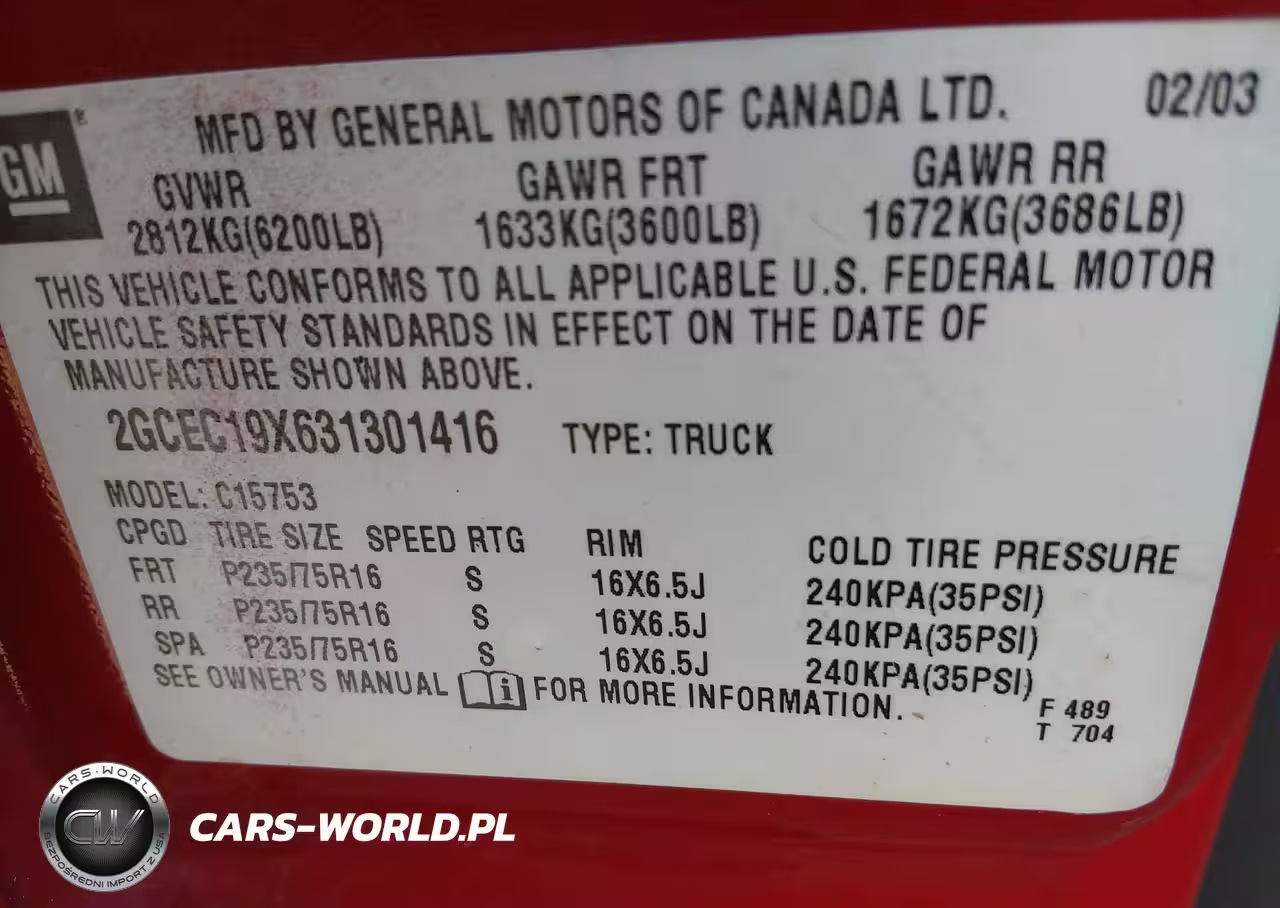 GM®
MFD BY GENERAL MOTORS OF CANADA LTD. 02/03
GVWR GAWR FRT GAWR RR
2812KG(6200LB) 1633KG(3600LB) 1672KG(3686LB)
THIS VEHICLE CONFORMS TO ALL APPLICABLE U.S. FEDERAL MOTOR
VEHICLE SAFETY STANDARDS IN EFFECT ON THE DATE OF
MANUFACTURE SHOWN ABOVE.
2GCEC19X631301416 TYPE: TRUCK
MODEL: C15753
CPGD TIRE SIZE SPEED RTG RIM COLD TIRE PRESSURE
FRT P235/75R16 S 16X6.5J 240KPA(35PSI)
RR P235/75R16 S 16X6.5J 240KPA(35PSI)
SPA P235/75R16 S 16X6.5J 240KPA(35PSI)
SEE OWNER'S MANUAL i FOR MORE INFORMATION.
F 489
T 704
CARS-WORLD
CW
BEZPOŚREDNI IMPORT Z USA
CARS-WORLD.PL